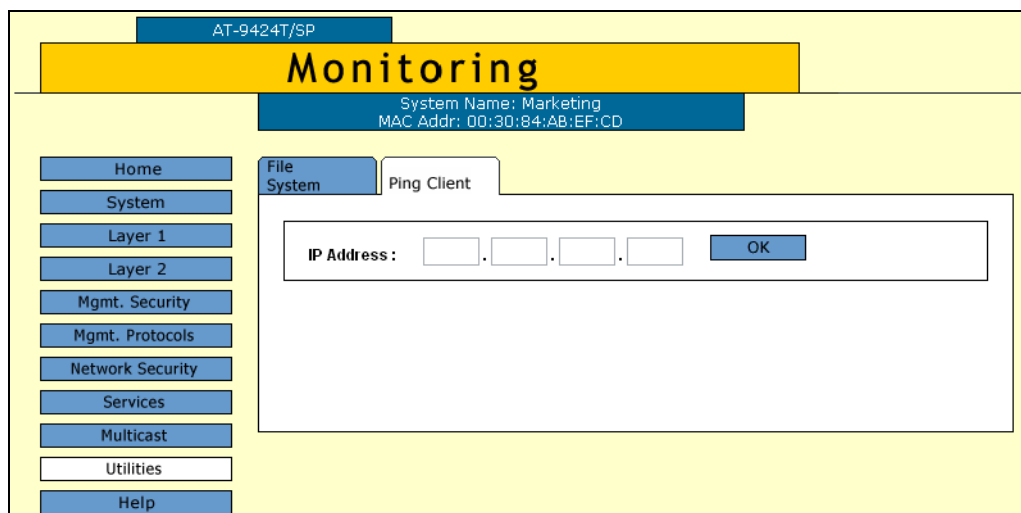 AT-9424T/SP
Monitoring
System Name: Marketing
MAC Addr: 00:30:84:AB:EF:CD
Home
System
Layer 1
Layer 2
Mgmt. Security
Mgmt. Protocols
Network Security
Services
Multicast
Utilities
Help
File
System
Ping Client
IP Address : . . . OK